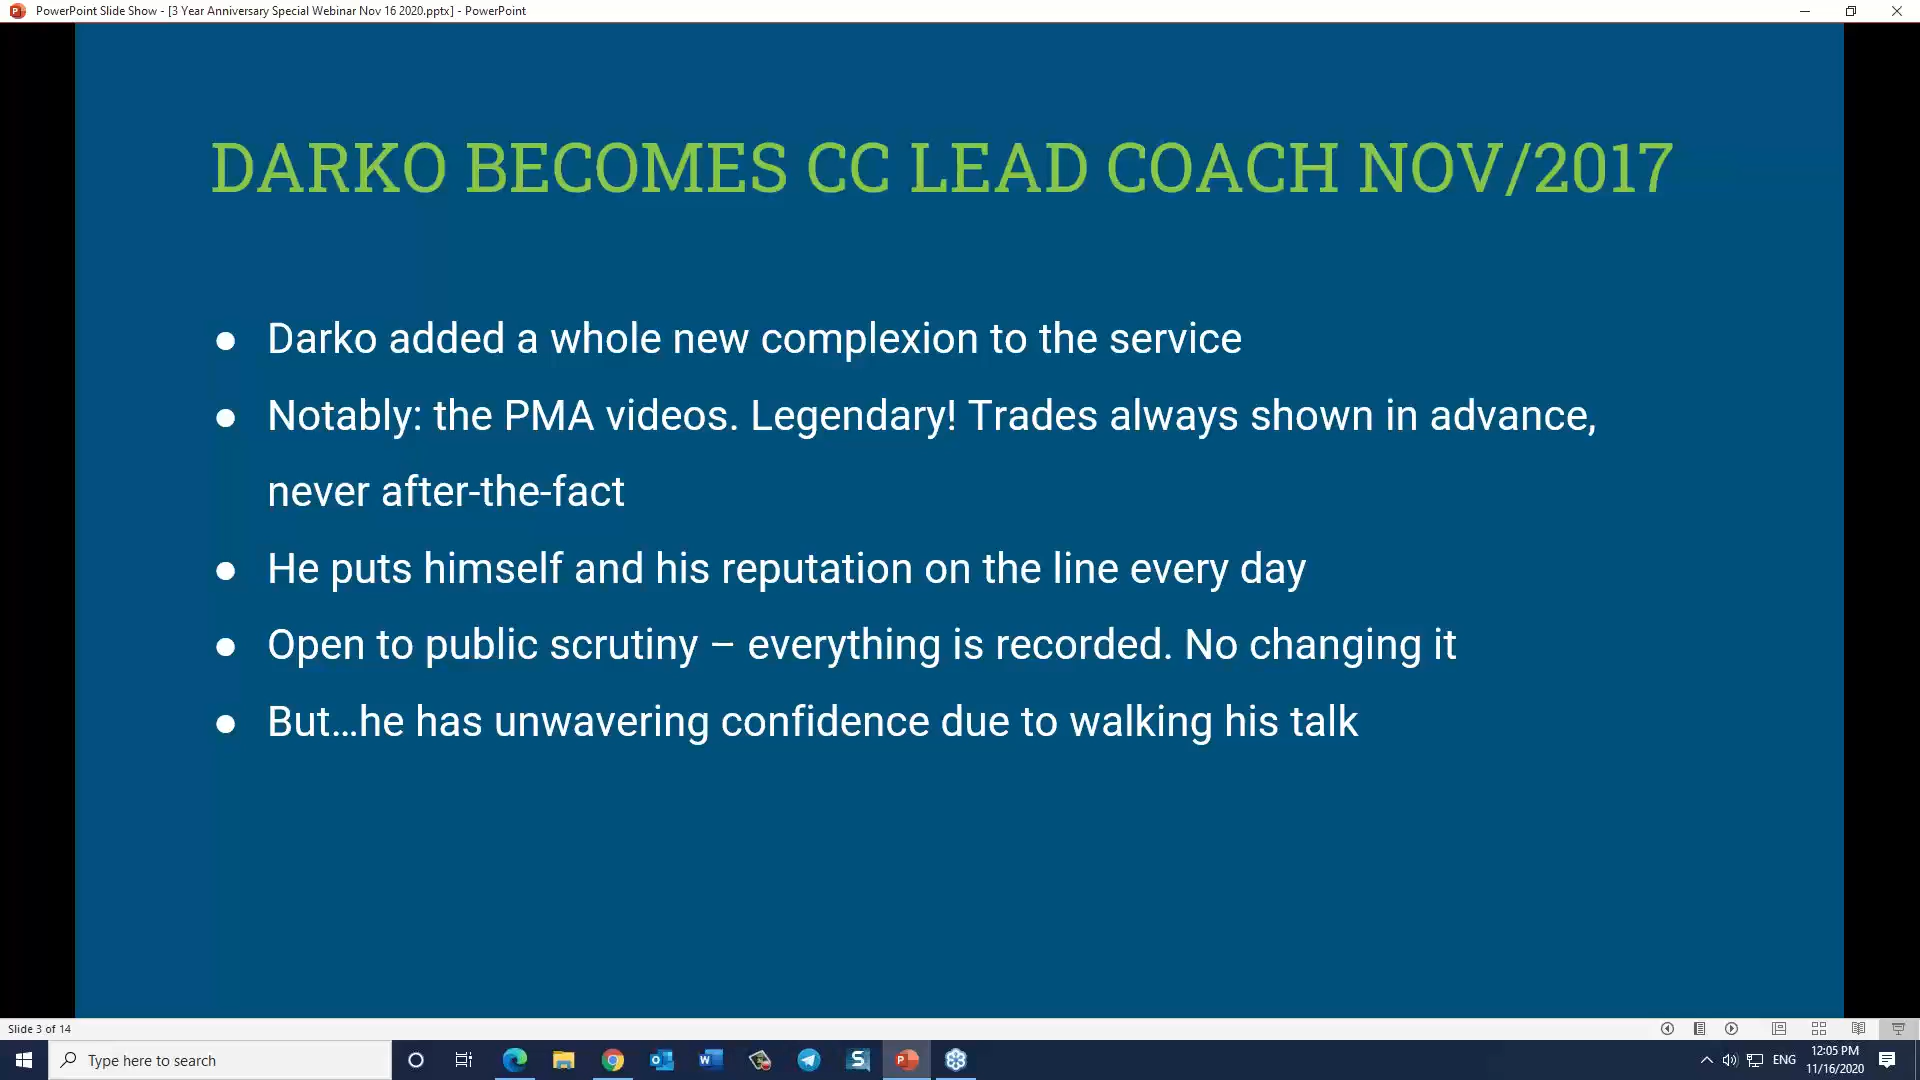 PowerPoint Slide Show - [3 Year Anniversary Special Webinar Nov 16 2020.pptx] - PowerPoint
DARKO BECOMES CC LEAD COACH NOV/2017
● Darko added a whole new complexion to the service
● Notably: the PMA videos. Legendary! Trades always shown in advance,
never after-the-fact
● He puts himself and his reputation on the line every day
● Open to public scrutiny – everything is recorded. No changing it
● But…he has unwavering confidence due to walking his talk
Slide 3 of 14
Type here to search
ENG
12:05 PM
11/16/2020